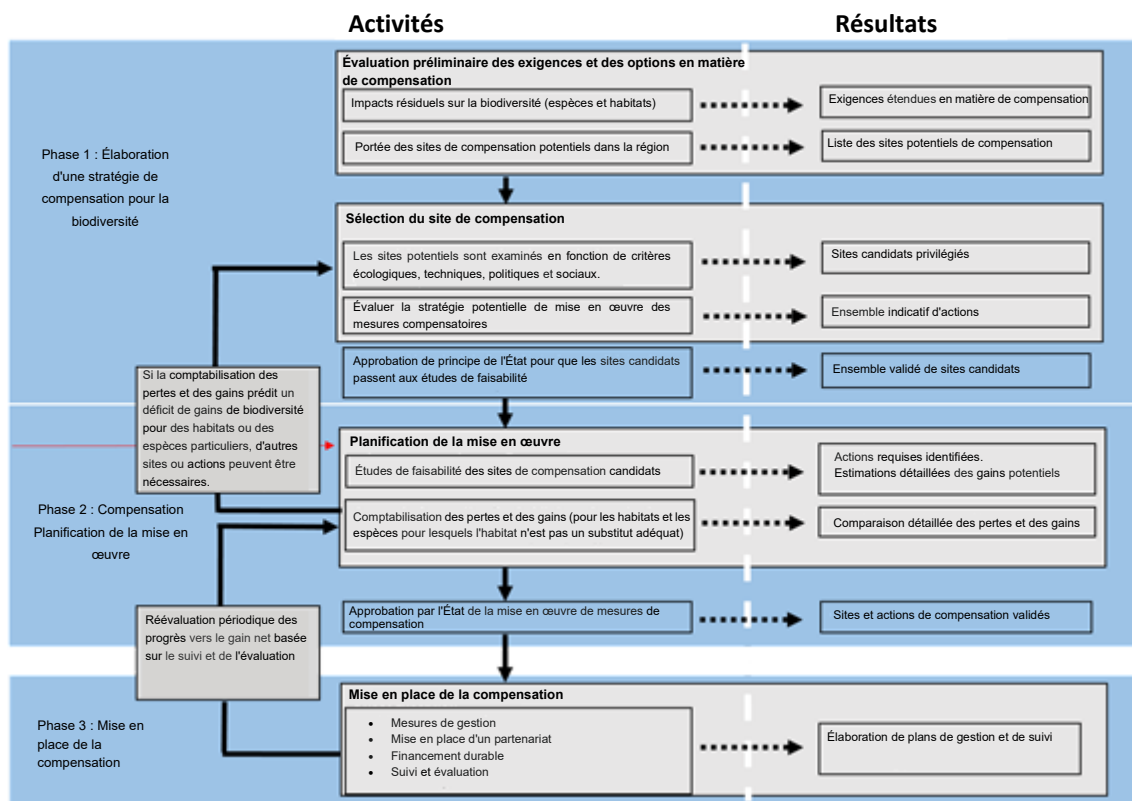 Activités
Résultats
Phase 1 : Élaboration
d'une stratégie de
compensation pour la
biodiversité
Évaluation préliminaire des exigences et des options en matière
de compensation
Impacts résiduels sur la biodiversité (espèces et habitats)
Exigences étendues en matière de compensation
Portée des sites de compensation potentiels dans la région
Liste des sites potentiels de compensation
Sélection du site de compensation
Les sites potentiels sont examinés en fonction de critères
écologiques, techniques, politiques et sociaux.
Sites candidats privilégiés
Évaluer la stratégie potentielle de mise en œuvre des
mesures compensatoires
Ensemble indicatif d'actions
Approbation de principe de l'État pour que les sites candidats
passent aux études de faisabilité
Ensemble validé de sites candidats
Si la comptabilisation des
pertes et des gains prédit un
déficit de gains de biodiversité
pour des habitats ou des
espèces particuliers, d'autres
sites ou actions peuvent être
nécessaires.
Phase 2 : Compensation
Planification de la mise en
œuvre
Planification de la mise en œuvre
Études de faisabilité des sites de compensation candidats
Actions requises identifiées.
Estimations détaillées des gains potentiels
Comptabilisation des pertes et des gains (pour les habitats et les
espèces pour lesquels l'habitat n'est pas un substitut adéquat)
Comparaison détaillée des pertes et des gains
Approbation par l'État de la mise en œuvre de mesures de
compensation
Sites et actions de compensation validés
Réévaluation périodique des
progrès vers le gain net basée
sur le suivi et de l'évaluation
Phase 3 : Mise en
place de la
compensation
Mise en place de la compensation
• Mesures de gestion
• Mise en place d'un partenariat
• Financement durable
• Suivi et évaluation
Élaboration de plans de gestion et de suivi